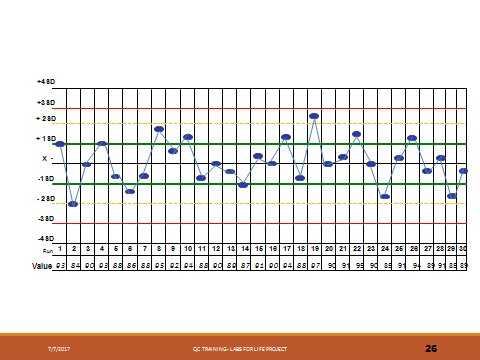 +4SD
+3SD
+2SD
+1SD
X
-1SD
-2SD
-3SD
-4SD
Run 1 2 3 4 5 6 7 8 9 10 11 12 13 14 15 16 17 18 19 20 21 22 23 24 25 26 27 28 29 30
Value 93 84 90 93 88 86 88 95 92 94 88 90 89 87 91 90 94 88 97 90 91 95 90 85 91 94 89 91 85 89
7/7/2017 QC TRAINING- LABS FOR LIFE PROJECT 26